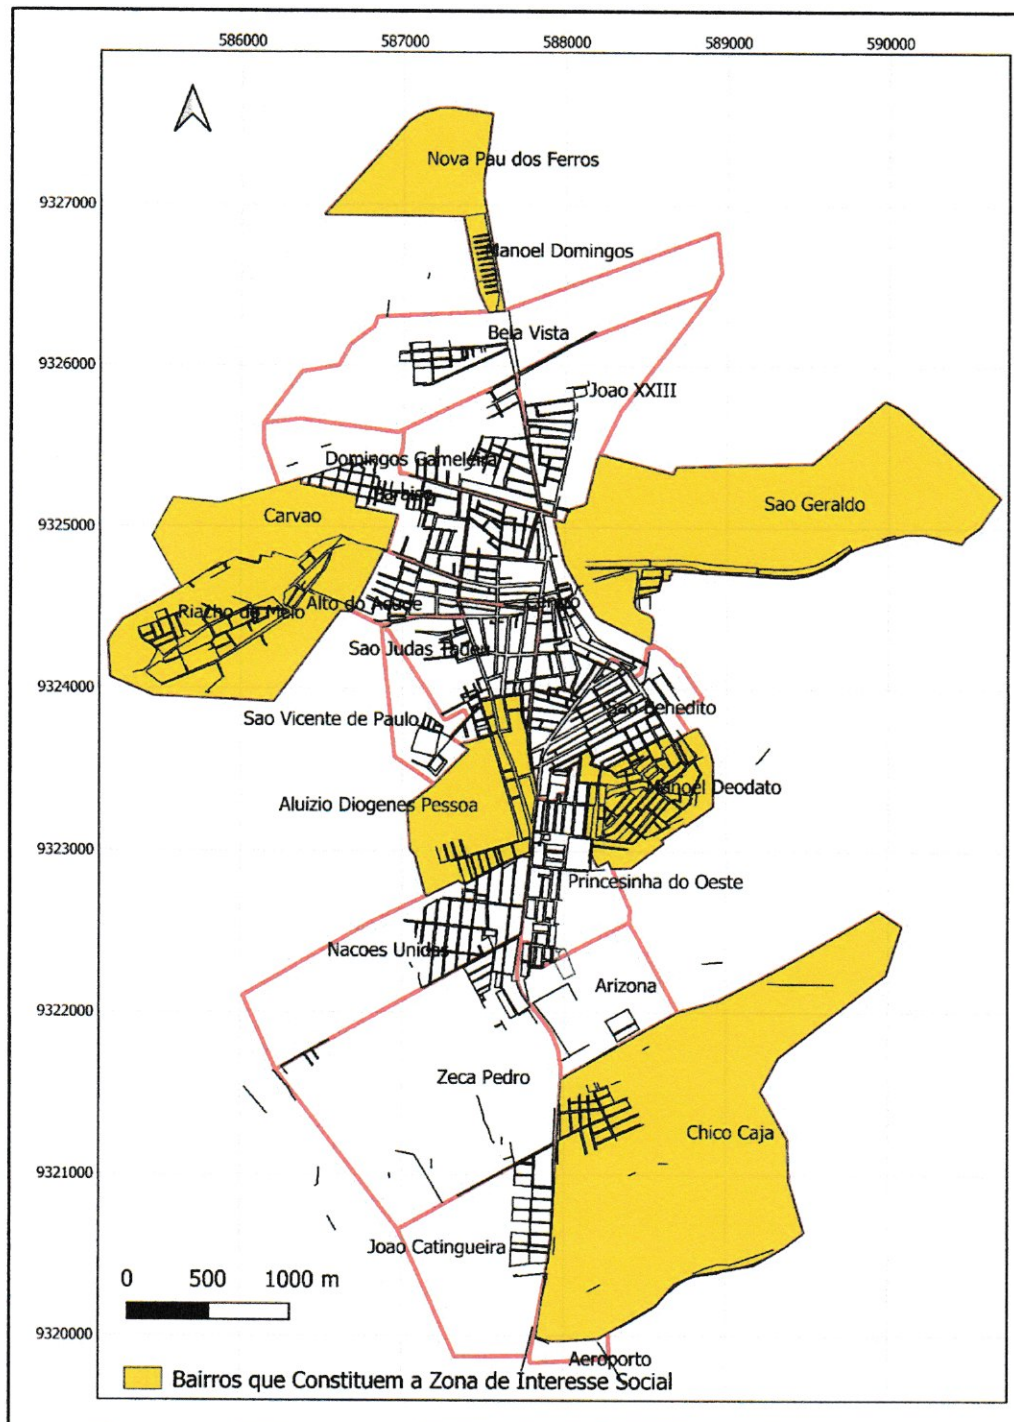 586000 587000 588000 589000 590000
Nova Pau dos Ferros
9327000
Manoel Domingos
Bela Vista
9326000
Joao XXIII
Domingos Gameleira
Sao Geraldo
Carvao
9325000
Riacho do Meio
Alto do Acude
Centro
Sao Judas Tadeu
9324000
Sao Vicente de Paulo
Sao Benedito
Manoel Deodato
Aluizio Diogenes Pessoa
9323000
Princesinha do Oeste
Nacoes Unidas
Arizona
9322000
Zeca Pedro
Chico Caja
9321000
Joao Catingueira
0 500 1000 m
9320000
Aeroporto
Bairros que Constituem a Zona de Interesse Social